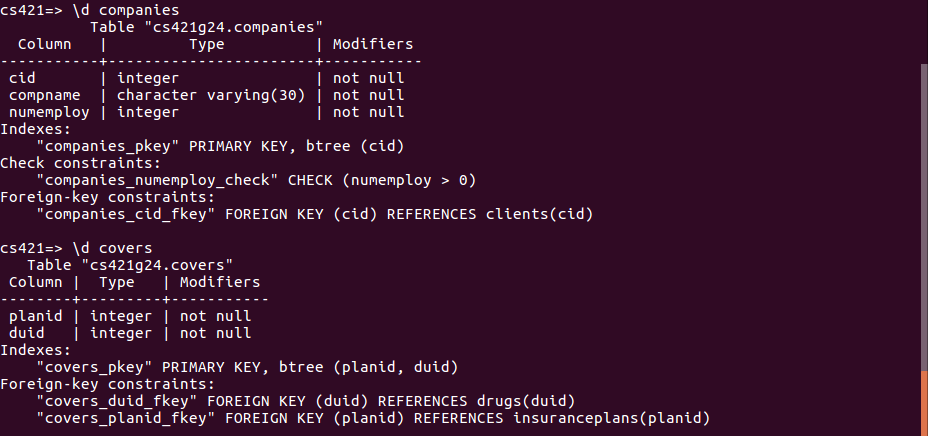 cs421=> \d companies
          Table "cs421g24.companies"
  Column   |         Type          | Modifiers
-----------+-----------------------+-----------
 cid       | integer               | not null
 compname  | character varying(30) | not null
 numemploy | integer               | not null
Indexes:
    "companies_pkey" PRIMARY KEY, btree (cid)
Check constraints:
    "companies_numemploy_check" CHECK (numemploy > 0)
Foreign-key constraints:
    "companies_cid_fkey" FOREIGN KEY (cid) REFERENCES clients(cid)

cs421=> \d covers
   Table "cs421g24.covers"
 Column |  Type   | Modifiers
--------+---------+-----------
 planid | integer | not null
 duid   | integer | not null
Indexes:
    "covers_pkey" PRIMARY KEY, btree (planid, duid)
Foreign-key constraints:
    "covers_duid_fkey" FOREIGN KEY (duid) REFERENCES drugs(duid)
    "covers_planid_fkey" FOREIGN KEY (planid) REFERENCES insuranceplans(planid)